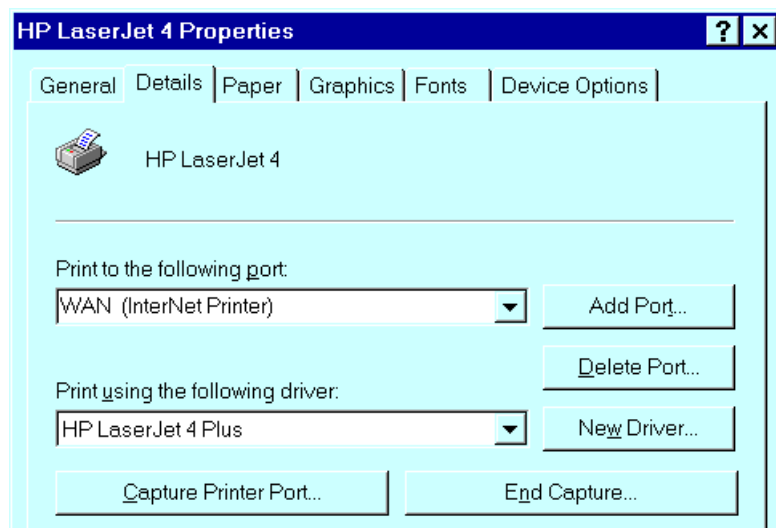 HP LaserJet 4 Properties ? ×
General Details Paper Graphics Fonts Device Options
HP LaserJet 4
Print to the following port:
WAN (InterNet Printer) Add Port...
Delete Port...
Print using the following driver:
HP LaserJet 4 Plus New Driver...
Capture Printer Port... End Capture...